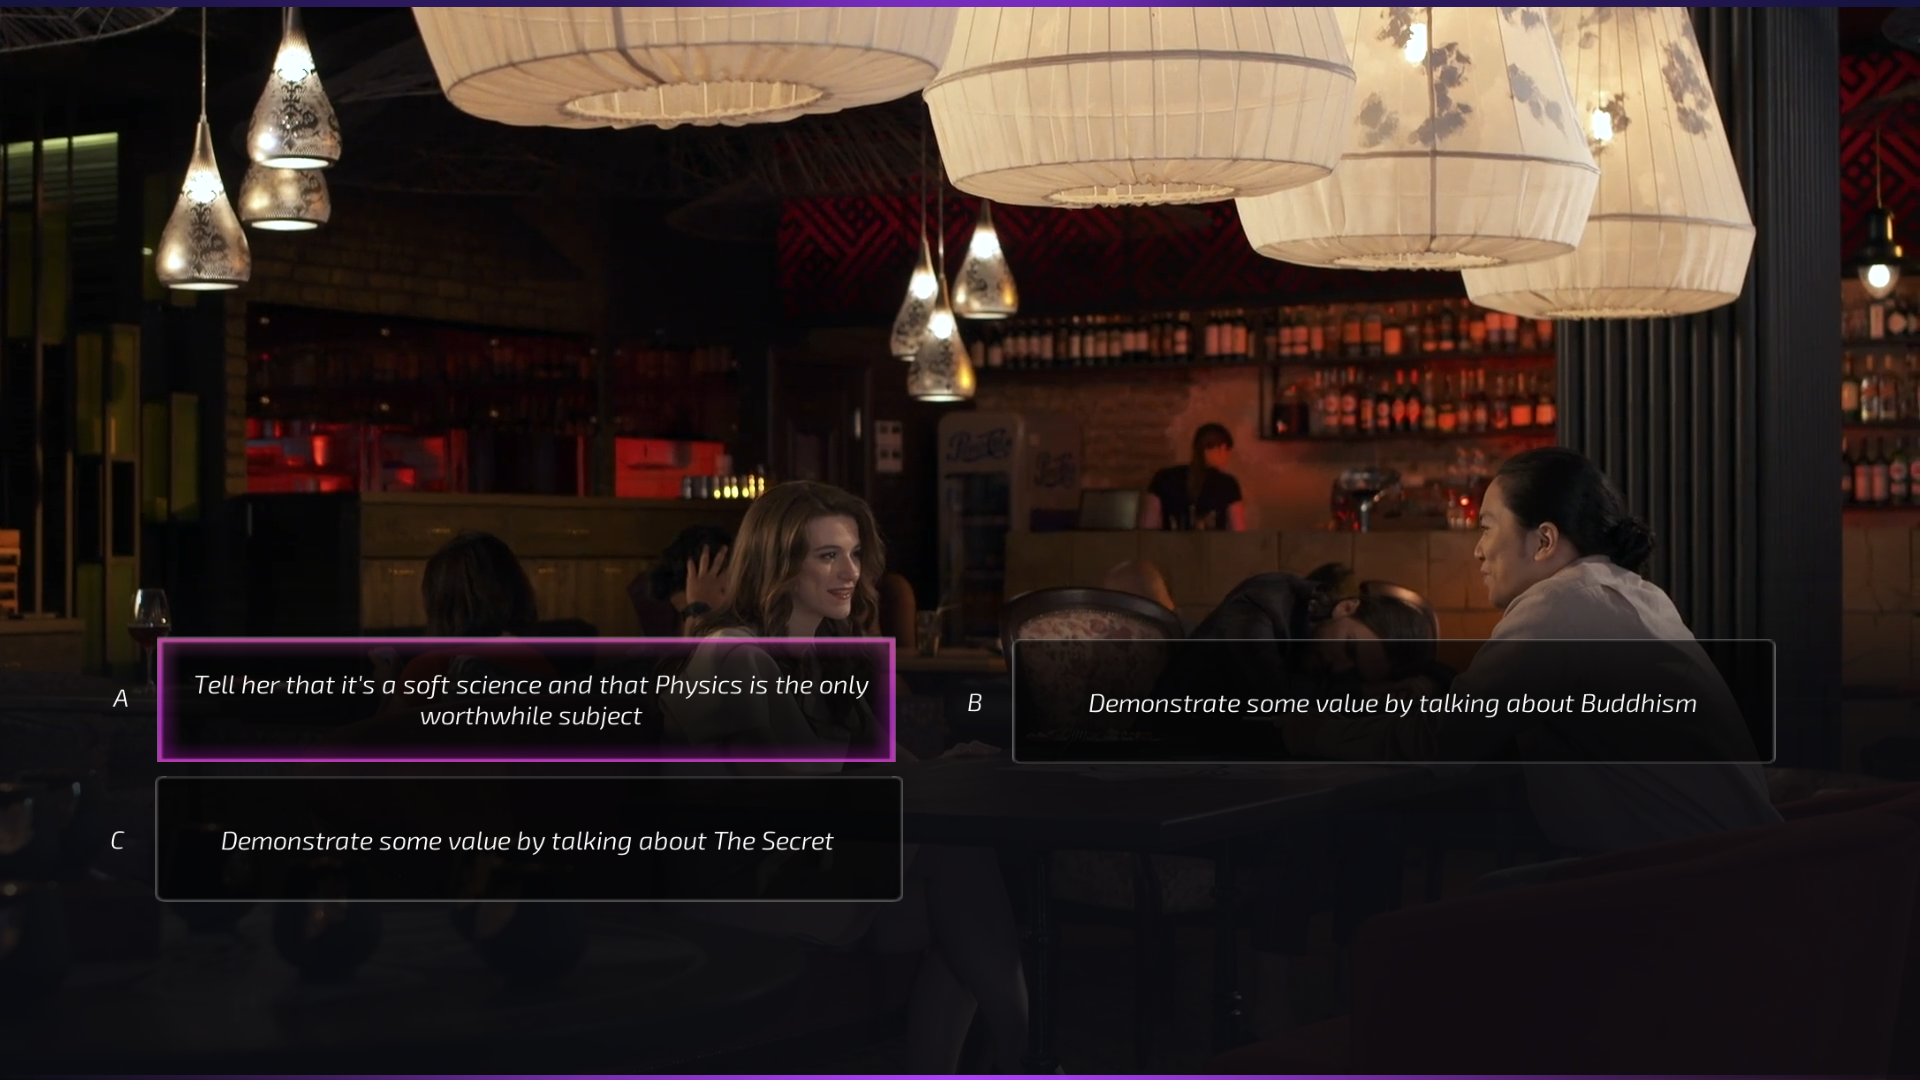 A
Tell her that it's a soft science and that Physics is the only
worthwhile subject
B
Demonstrate some value by talking about Buddhism
C
Demonstrate some value by talking about The Secret